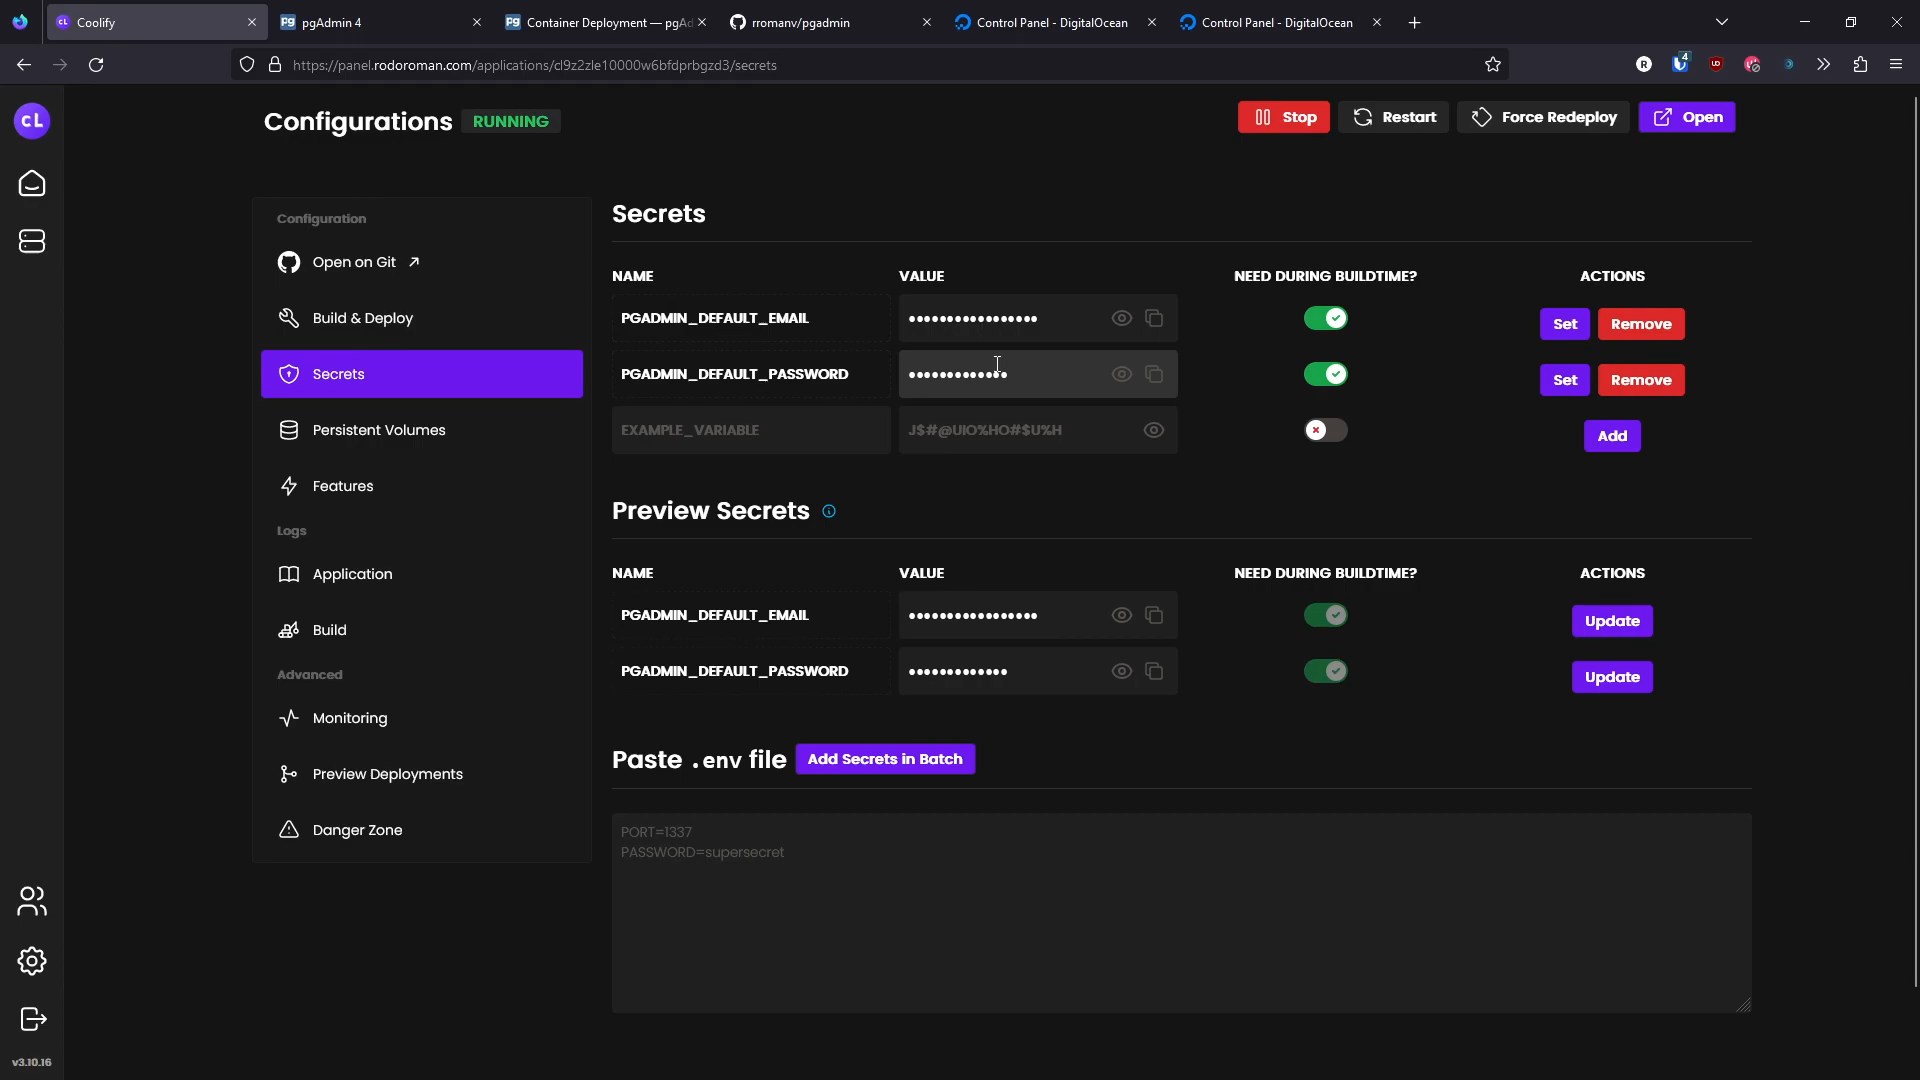 Coolify
pgAdmin 4
Container Deployment — pgAd
rromanv/pgadmin
Control Panel - DigitalOcean
Control Panel - DigitalOcean
https://panel.rodoroman.com/applications/cl9z2zle10000w6bfdprbgzd3/secrets
4
CL
Configurations RUNNING
Stop
Restart
Force Redeploy
Open
Configuration
Open on Git
Build & Deploy
Secrets
Persistent Volumes
Features
Logs
Application
Build
Advanced
Monitoring
Preview Deployments
Danger Zone
v3.10.16
Secrets
NAME VALUE NEED DURING BUILDTIME? ACTIONS
PGADMIN_DEFAULT_EMAIL ••••••••••••••••• Set Remove
PGADMIN_DEFAULT_PASSWORD ••••••••••••• Set Remove
EXAMPLE_VARIABLE J$#@UIO%HO#$U%H Add
Preview Secrets
NAME VALUE NEED DURING BUILDTIME? ACTIONS
PGADMIN_DEFAULT_EMAIL ••••••••••••••••• Update
PGADMIN_DEFAULT_PASSWORD ••••••••••••• Update
Paste .env file Add Secrets in Batch
PORT=1337
PASSWORD=supersecret